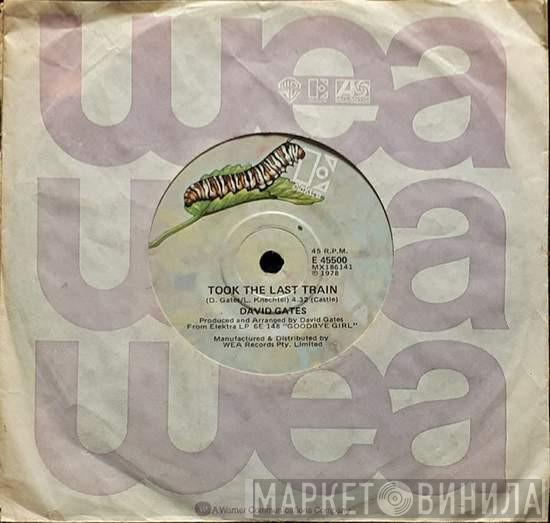 wea
wea
wea
45 R.P.M.
E 45500
MX186141
℗ 1978
TOOK THE LAST TRAIN
(D. Gates/L. Knechtel) 4.32 (Castle)
DAVID GATES
Produced and Arranged by David Gates
From Elektra LP 6E 148 "GOODBYE GIRL"
Manufactured & Distributed by
WEA Records Pty. Limited
A Warner Communications Company
МАРКЕТ ВИНИЛА